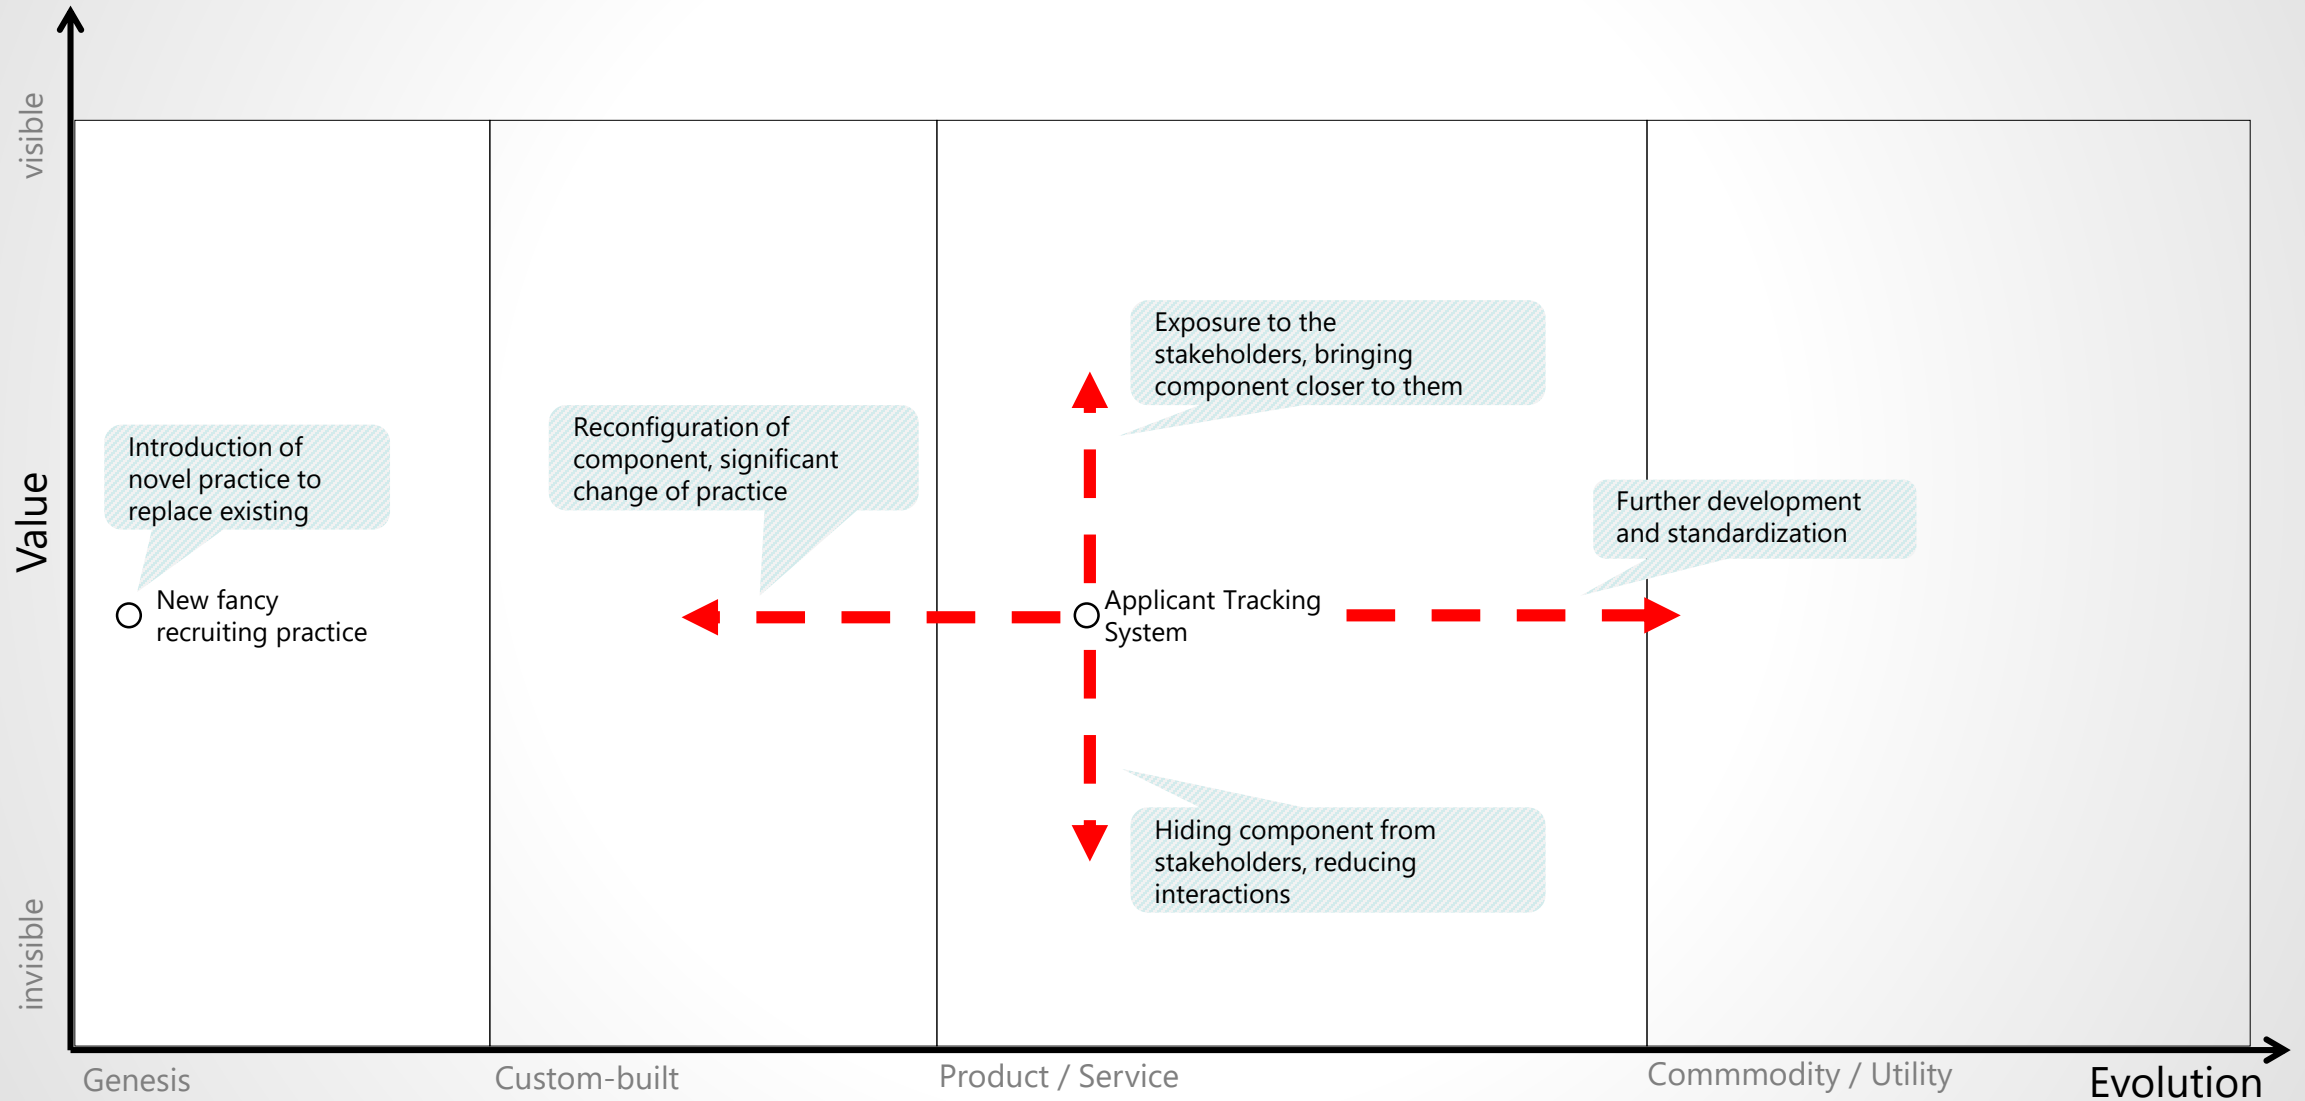 visible
Value
invisible
Introduction of
novel practice to
replace existing
New fancy
recruiting practice
Reconfiguration of
component, significant
change of practice
Exposure to the
stakeholders, bringing
component closer to them
Applicant Tracking
System
Further development
and standardization
Hiding component from
stakeholders, reducing
interactions
Genesis
Custom-built
Product / Service
Commmodity / Utility
Evolution